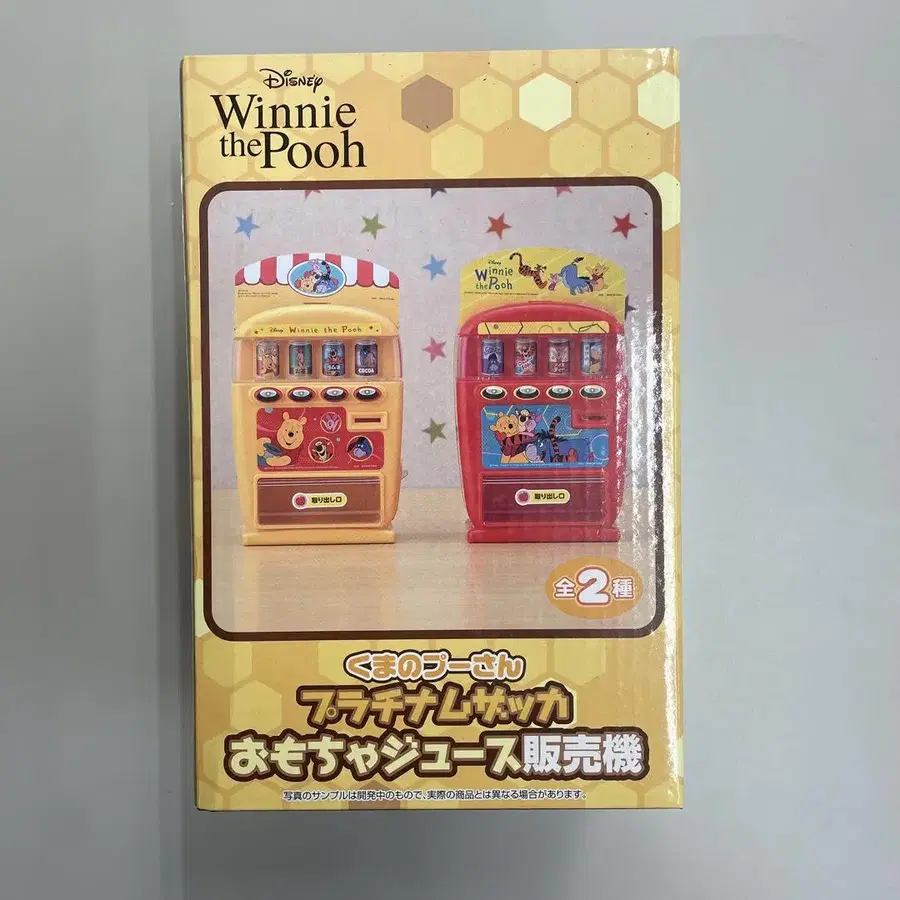 Disney
Winnie
the Pooh
Disney Winnie the Pooh
COCOA
取り出し口
Winnie
the Pooh
取り出し口
全2種
くまのプーさん
プラチナムザッカ
おもちゃジュース販売機
写真のサンプルは開発中のもので、実際の商品とは異なる場合があります。